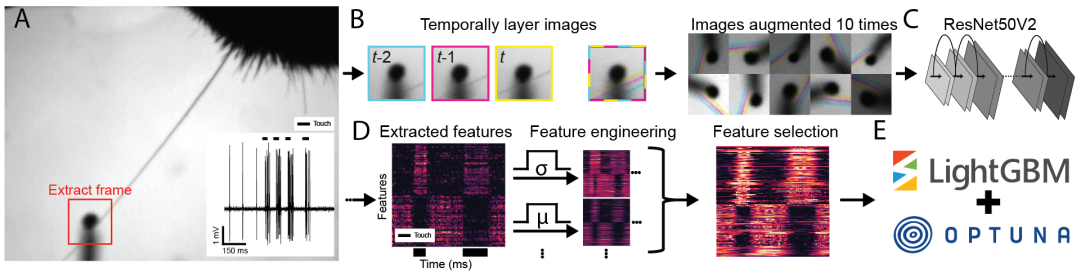 A
Extract frame
Touch
1 mV
150 ms
B
Temporally layer images
t-2
t-1
t
Images augmented 10 times
C
ResNet50V2
D
Extracted features
Features
Touch
Time (ms)
Feature engineering
σ
μ
Feature selection
E
LightGBM
+
OPTUNA